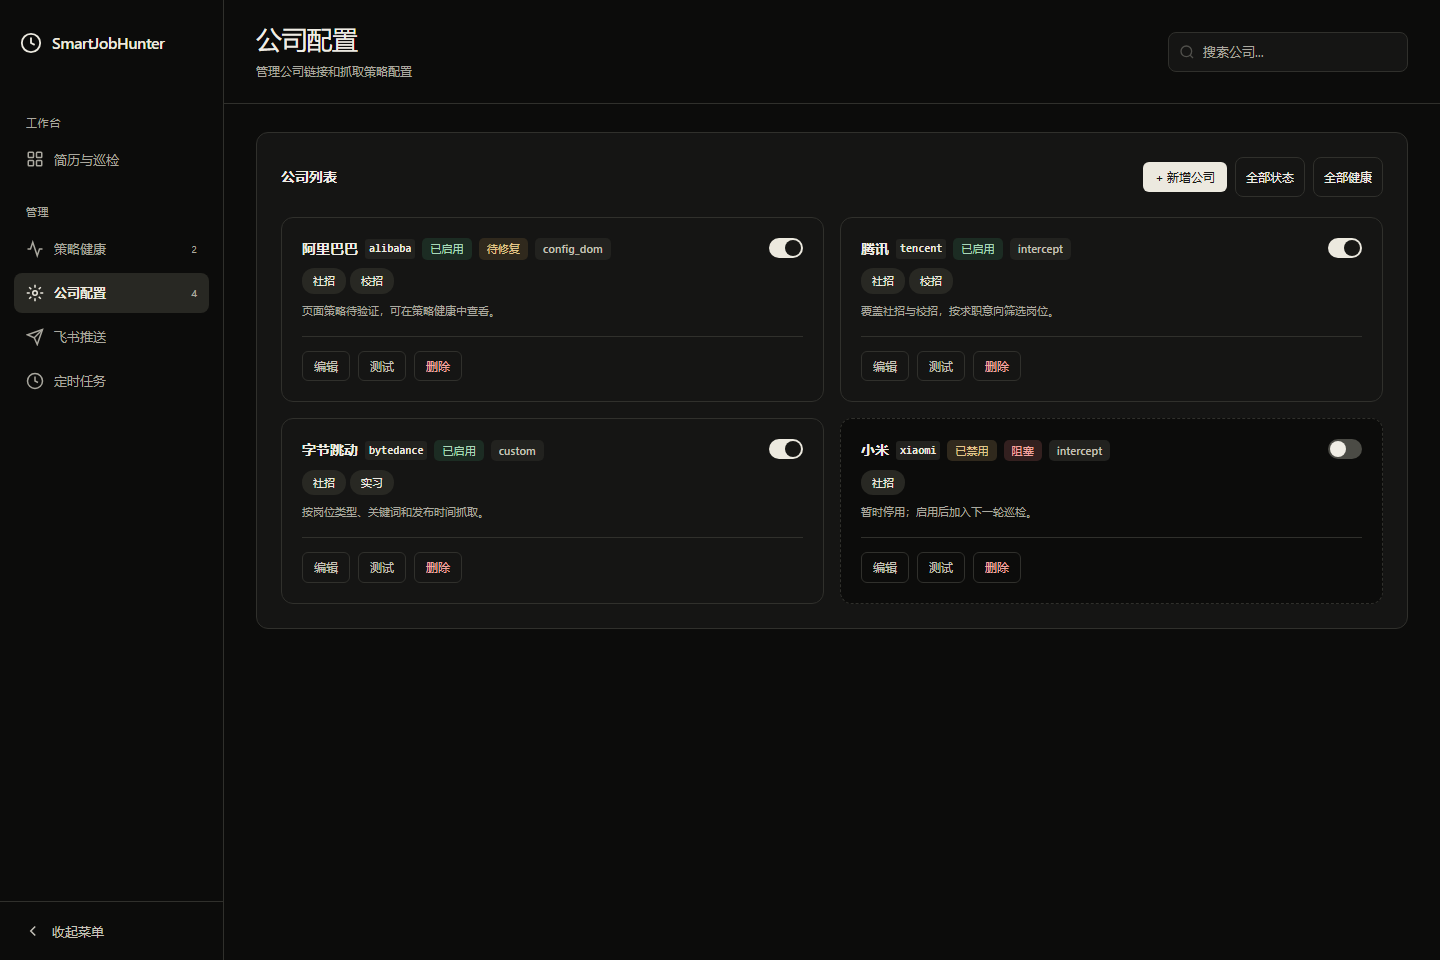 SmartJobHunter
工作台
简历与巡检
管理
策略健康 2
公司配置 4
飞书推送
定时任务
收起菜单
公司配置
管理公司链接和抓取策略配置
搜索公司...
公司列表
+ 新增公司 全部状态 全部健康
阿里巴巴 alibaba 已启用 待修复 config_dom
社招 校招
页面策略待验证，可在策略健康中查看。
编辑 测试 删除
腾讯 tencent 已启用 intercept
社招 校招
覆盖社招与校招，按求职意向筛选岗位。
编辑 测试 删除
字节跳动 bytedance 已启用 custom
社招 实习
按岗位类型、关键词和发布时间抓取。
编辑 测试 删除
小米 xiaomi 已禁用 阻塞 intercept
社招
暂时停用；启用后加入下一轮巡检。
编辑 测试 删除